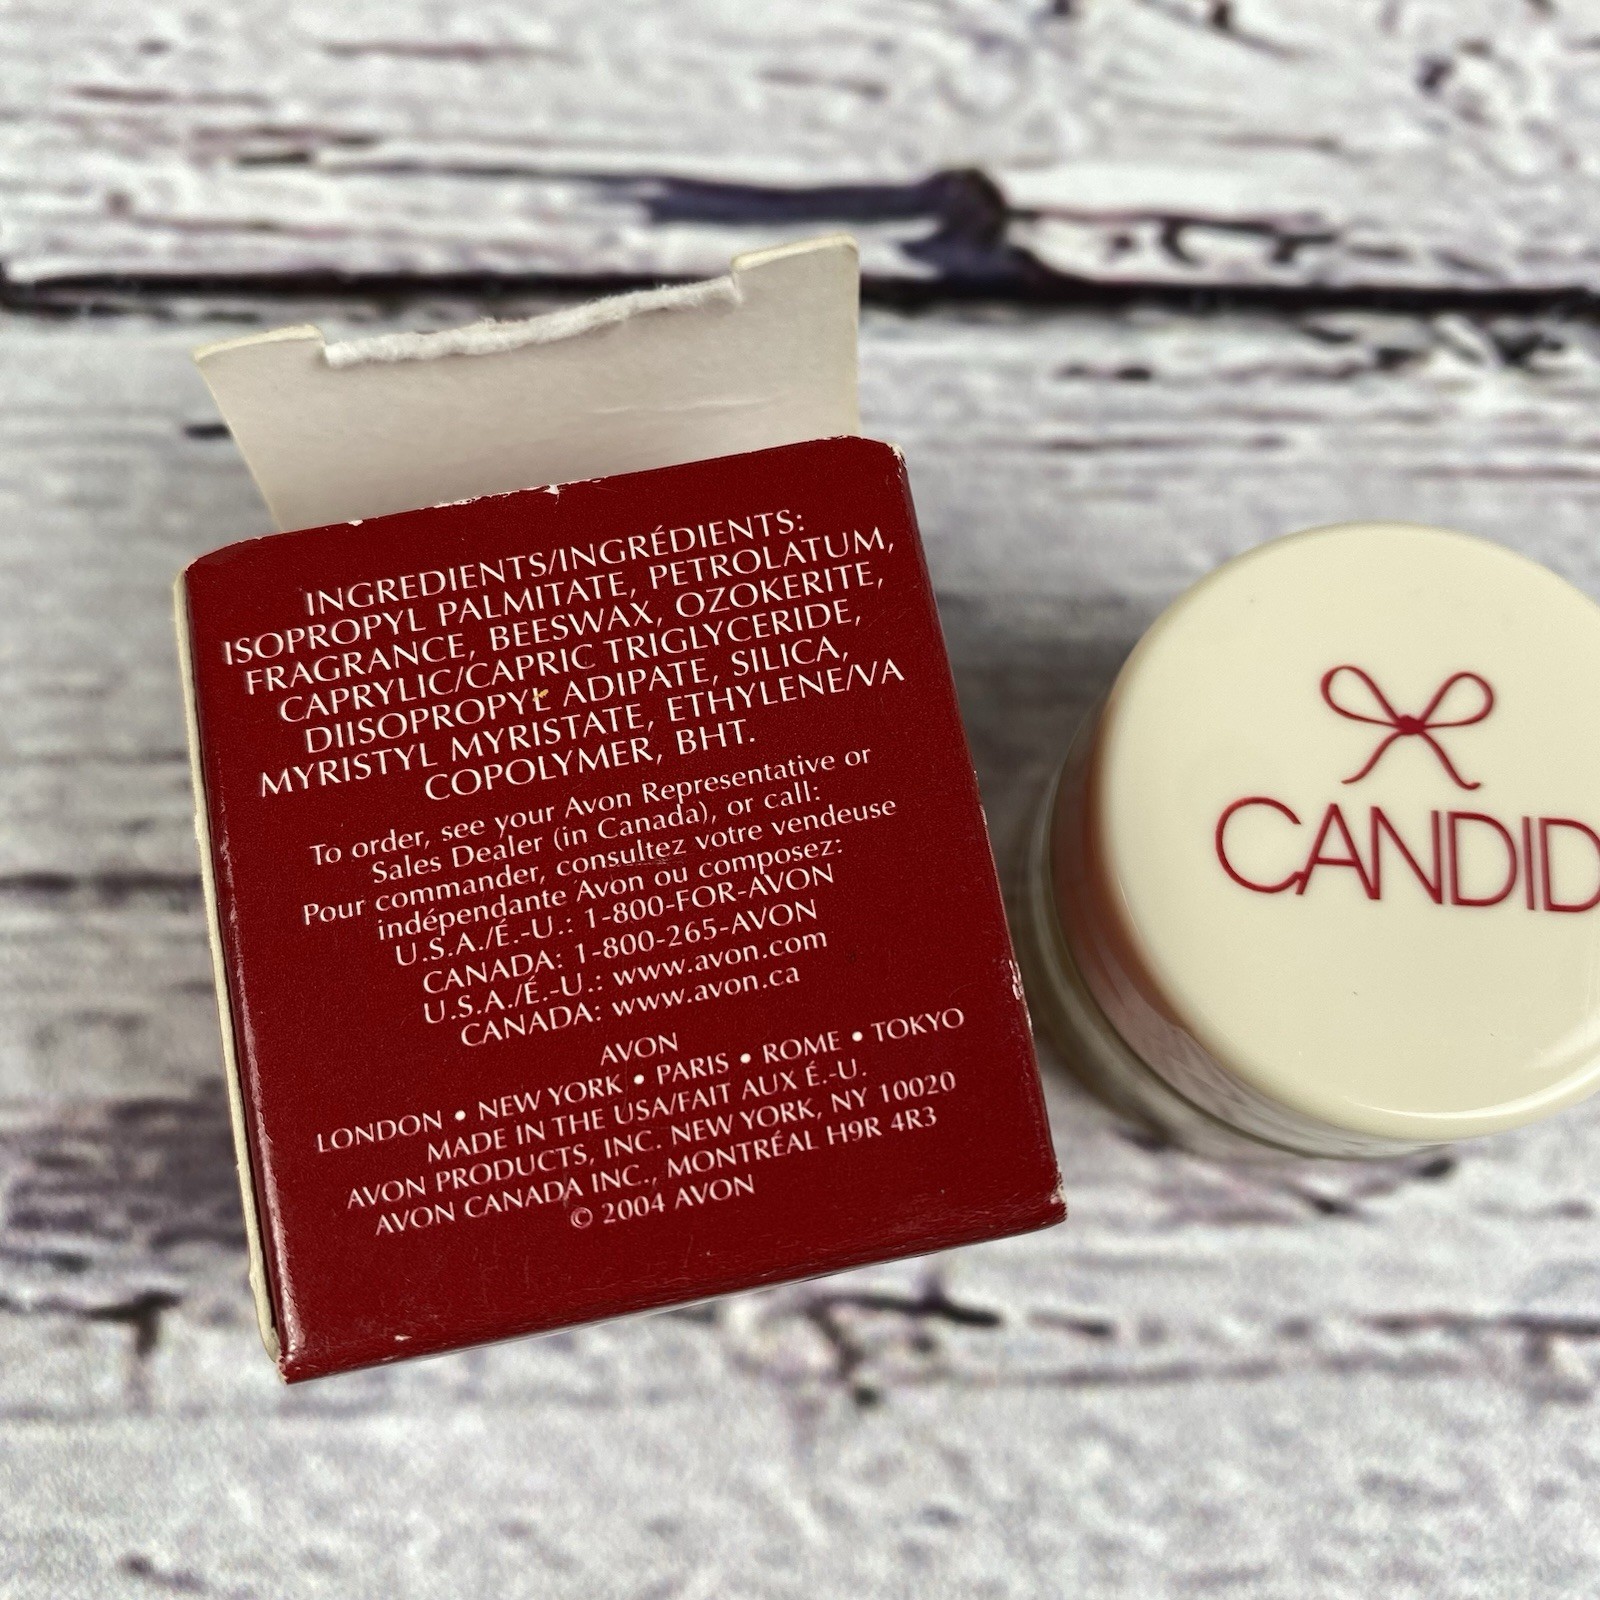 INGREDIENTS/INGRÉDIENTS:
ISOPROPYL PALMITATE, PETROLATUM,
FRAGRANCE, BEESWAX, OZOKERITE,
CAPRYLIC/CAPRIC TRIGLYCERIDE,
DIISOPROPYL ADIPATE, SILICA,
MYRISTYL MYRISTATE, ETHYLENE/VA
COPOLYMER, BHT.
To order, see your Avon Representative or
Sales Dealer (in Canada), or call:
Pour commander, consultez votre vendeuse
indépendante Avon ou composez:
U.S.A./É.-U.: 1-800-FOR-AVON
CANADA: 1-800-265-AVON
U.S.A./É.-U.: www.avon.com
CANADA: www.avon.ca
AVON
LONDON • NEW YORK • PARIS • ROME • TOKYO
MADE IN THE USA/FAIT AUX É.-U.
AVON PRODUCTS, INC. NEW YORK, NY 10020
AVON CANADA INC., MONTRÉAL H9R 4R3
© 2004 AVON
CANDID